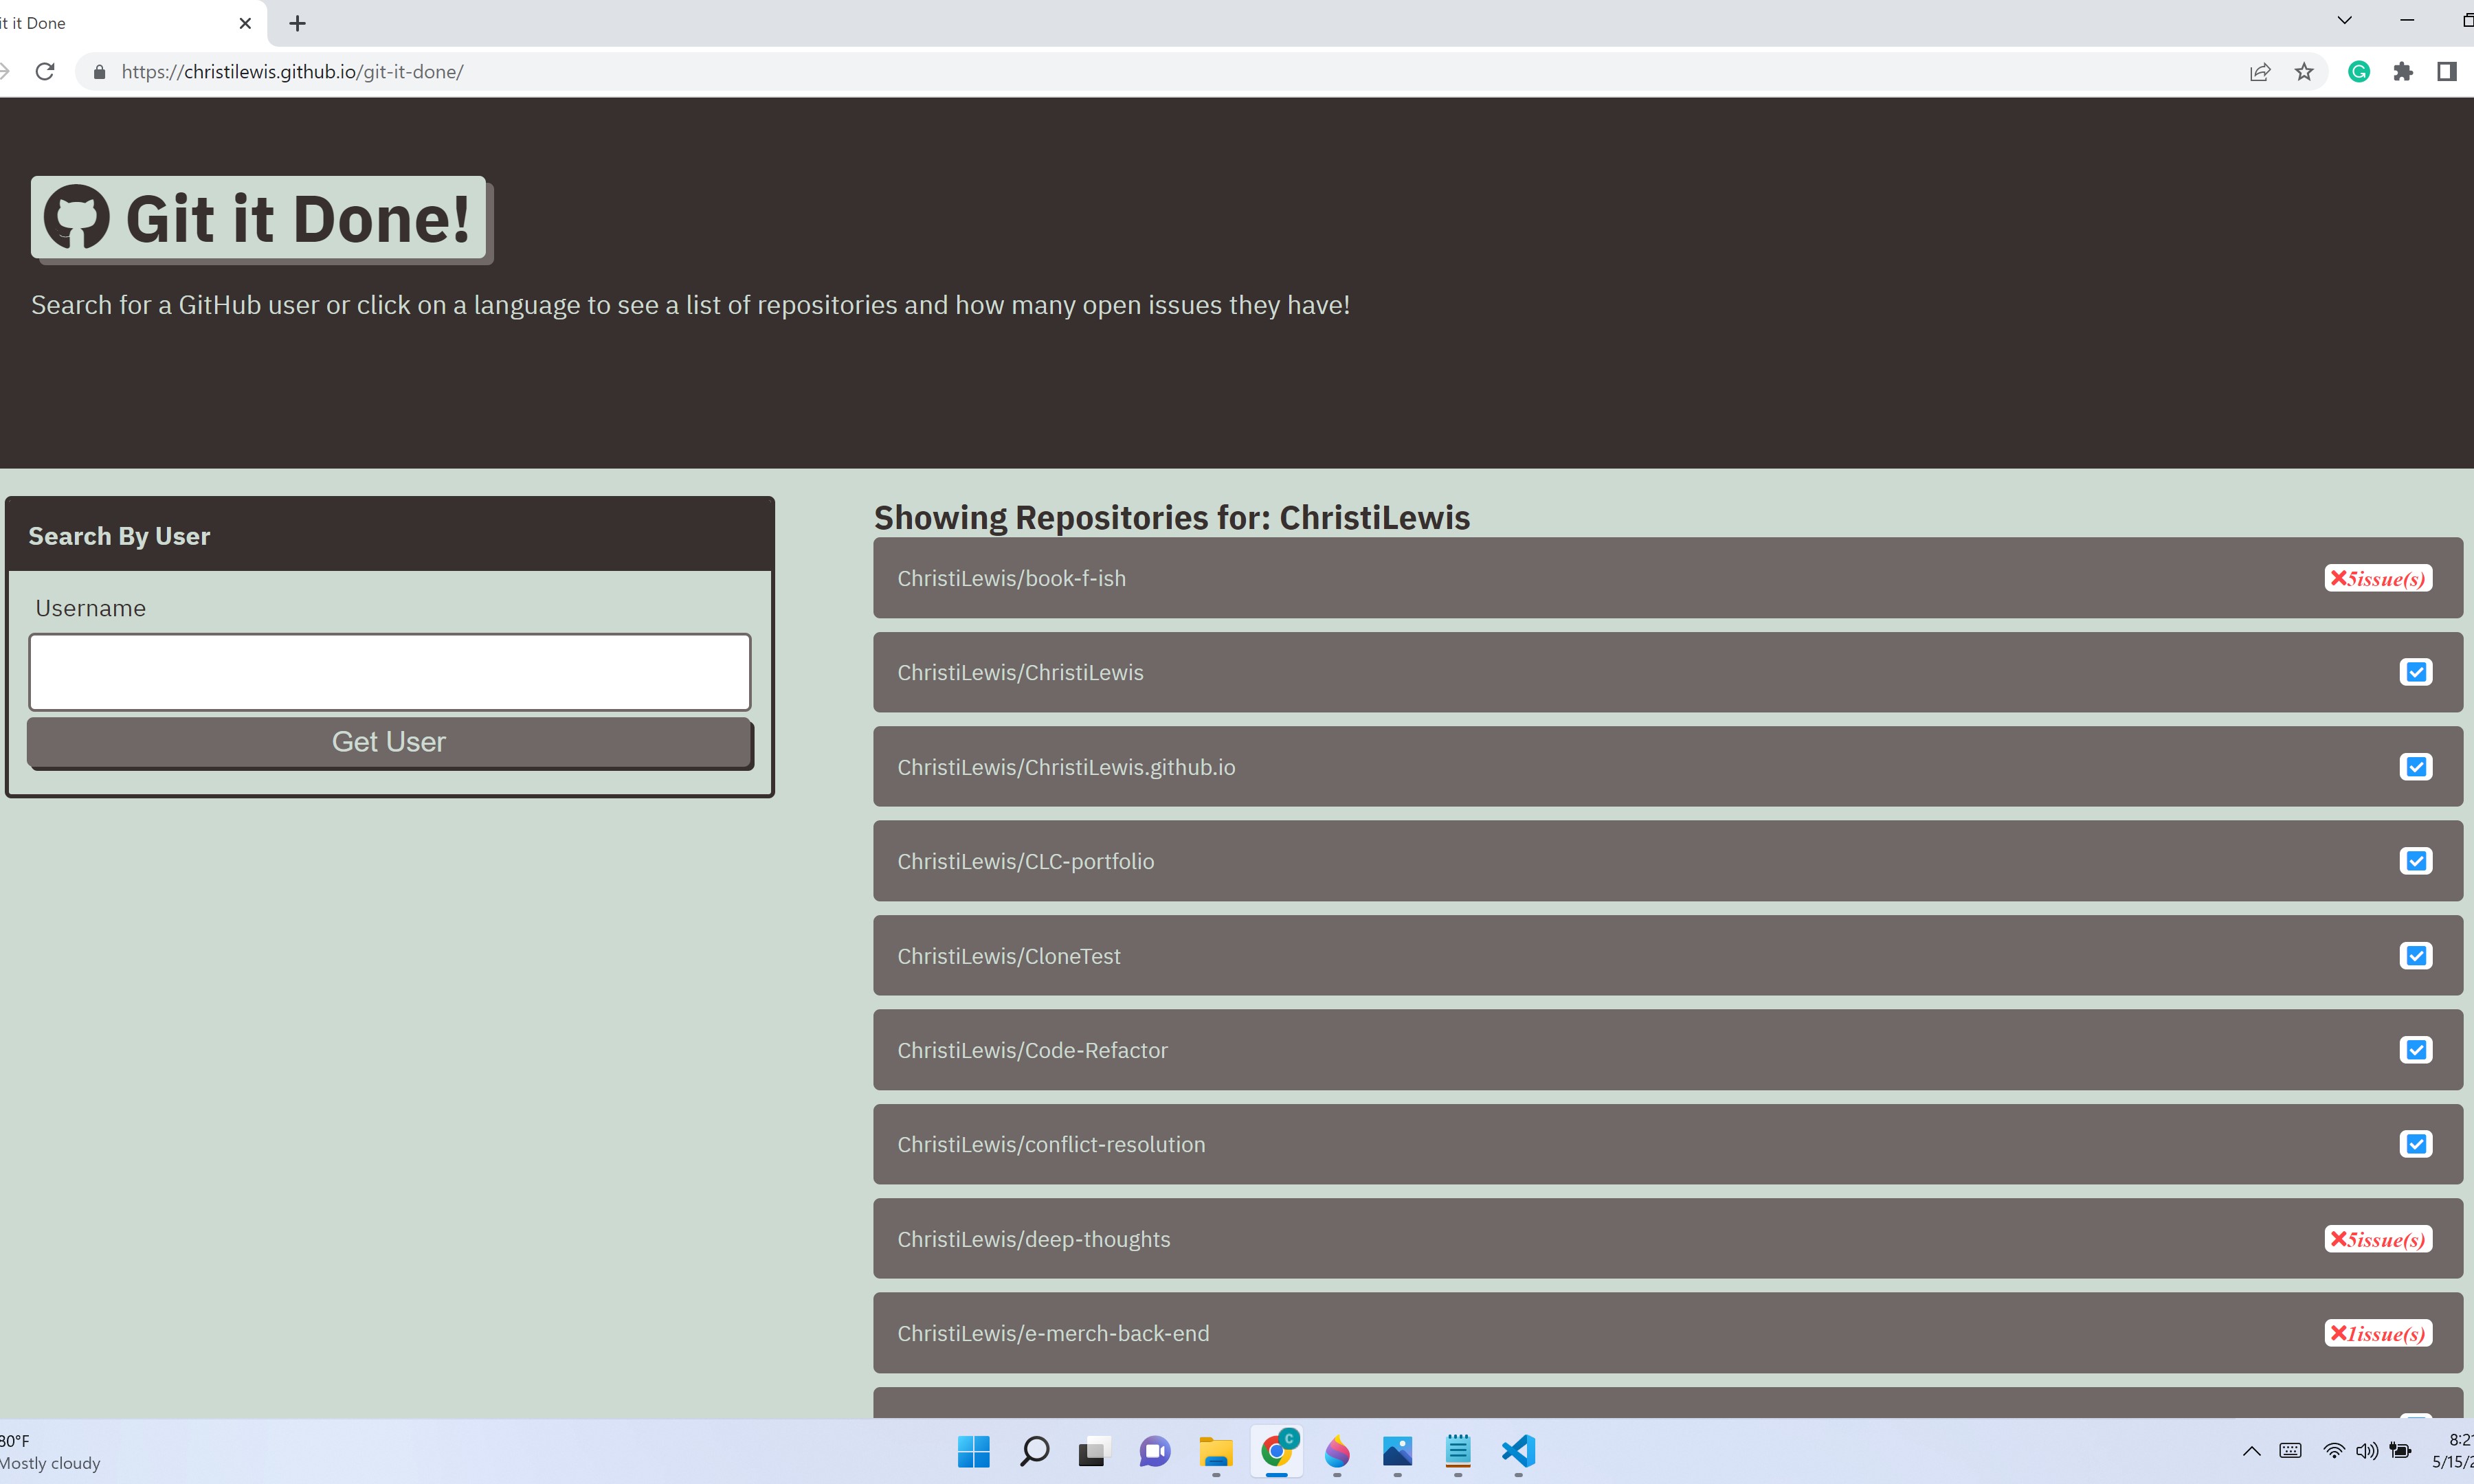 it it Done
https://christilewis.github.io/git-it-done/
Git it Done!
Search for a GitHub user or click on a language to see a list of repositories and how many open issues they have!
Search By User
Username
Get User
Showing Repositories for: ChristiLewis
ChristiLewis/book-f-ish
5issue(s)
ChristiLewis/ChristiLewis
ChristiLewis/ChristiLewis.github.io
ChristiLewis/CLC-portfolio
ChristiLewis/CloneTest
ChristiLewis/Code-Refactor
ChristiLewis/conflict-resolution
ChristiLewis/deep-thoughts
5issue(s)
ChristiLewis/e-merch-back-end
1issue(s)
80°F
Mostly cloudy
C
8:21
5/15/2